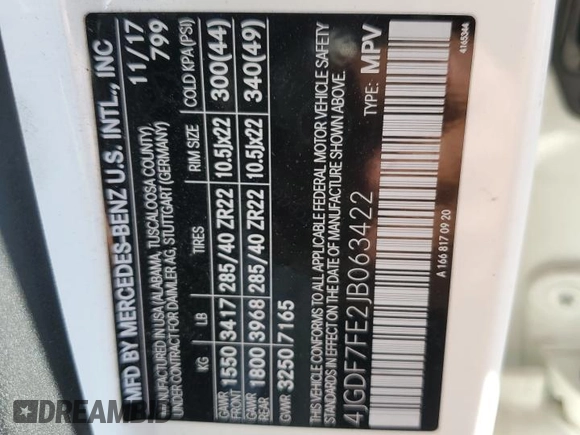 MFD BY MERCEDES-BENZ U.S. INTL., INC
MANUFACTURED IN USA (ALABAMA, TUSCALOOSA COUNTY) 11/17
UNDER CONTRACT FOR DAIMLER AG, STUTTGART (GERMANY) 799
KG LB TIRES RIM SIZE COLD KPA (PSI)
GAWR FRONT 1550 3417 285/40 ZR22 10.5Jx22 300(44)
GAWR REAR 1800 3968 285/40 ZR22 10.5Jx22 340(49)
GWR 3250 7165
THIS VEHICLE CONFORMS TO ALL APPLICABLE FEDERAL MOTOR VEHICLE SAFETY
STANDARDS IN EFFECT ON THE DATE OF MANUFACTURE SHOWN ABOVE.
4JGDF7FE2JB063422 TYPE: MPV
A 166 817 09 20 4165344
AutoBidMaster